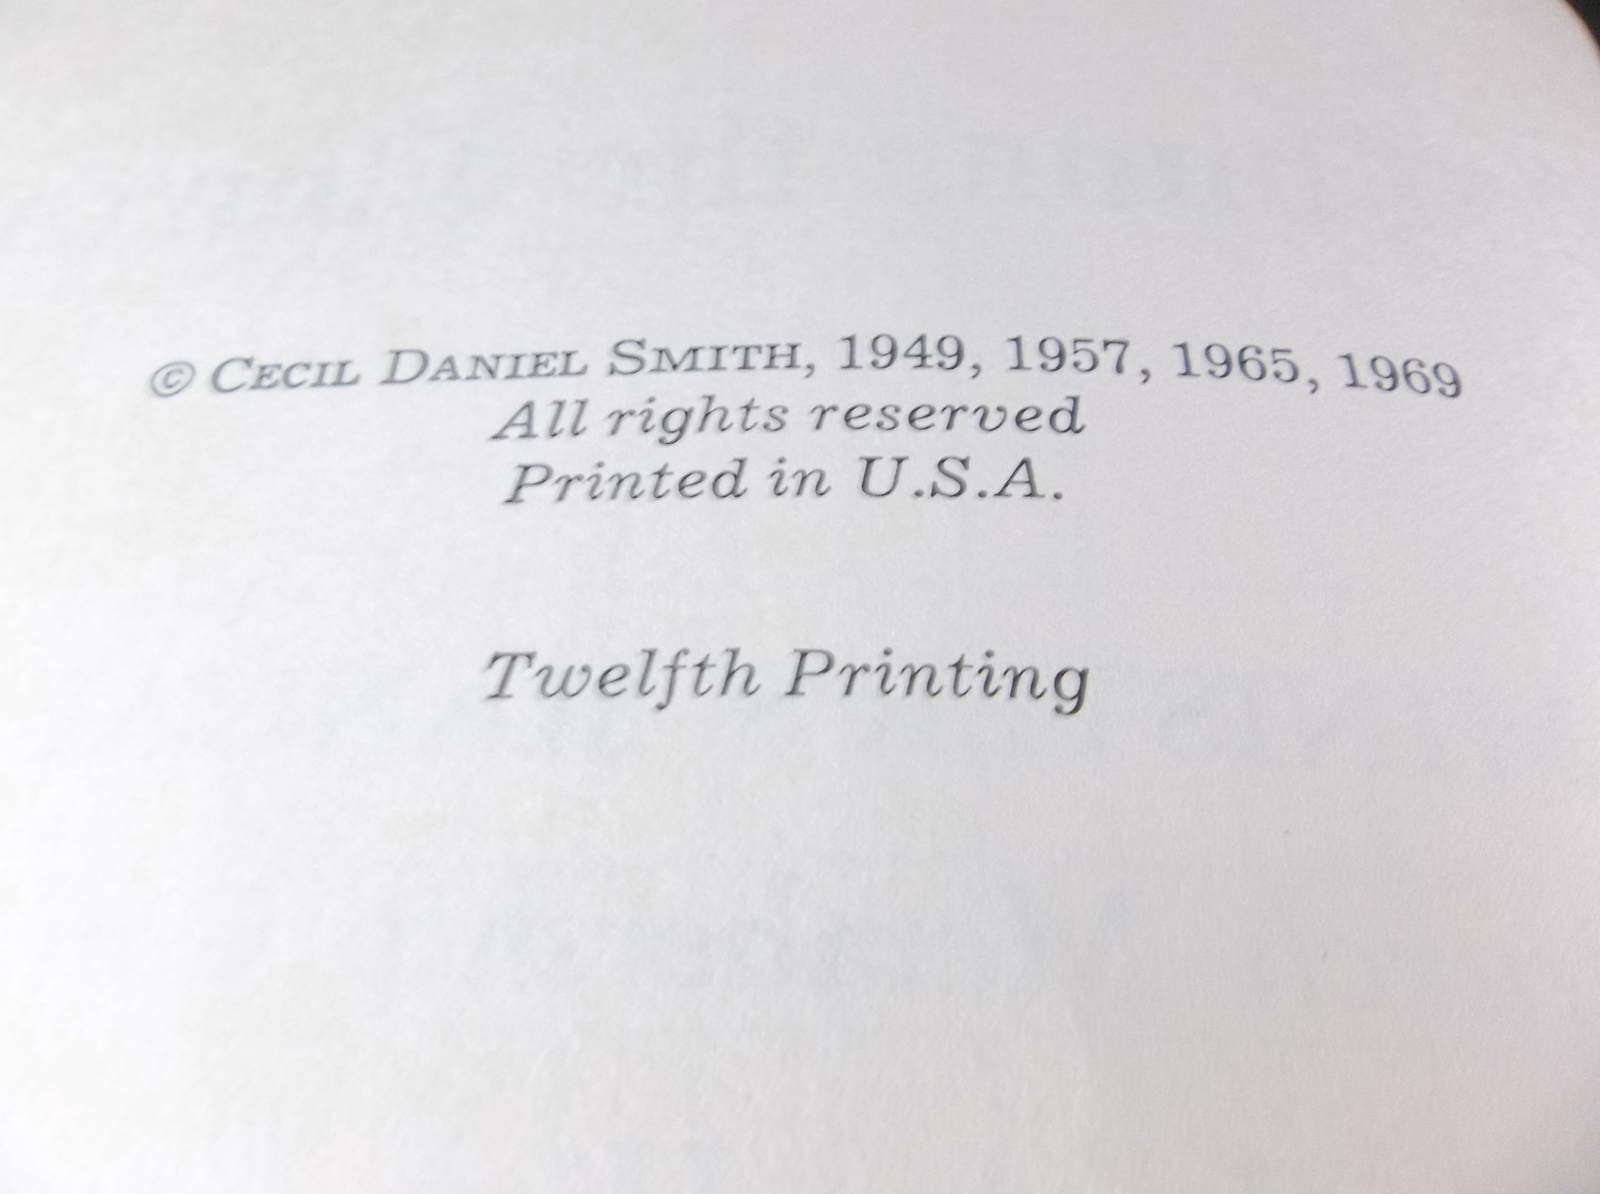 © CECIL DANIEL SMITH, 1949, 1957, 1965, 1969
All rights reserved
Printed in U.S.A.
Twelfth Printing